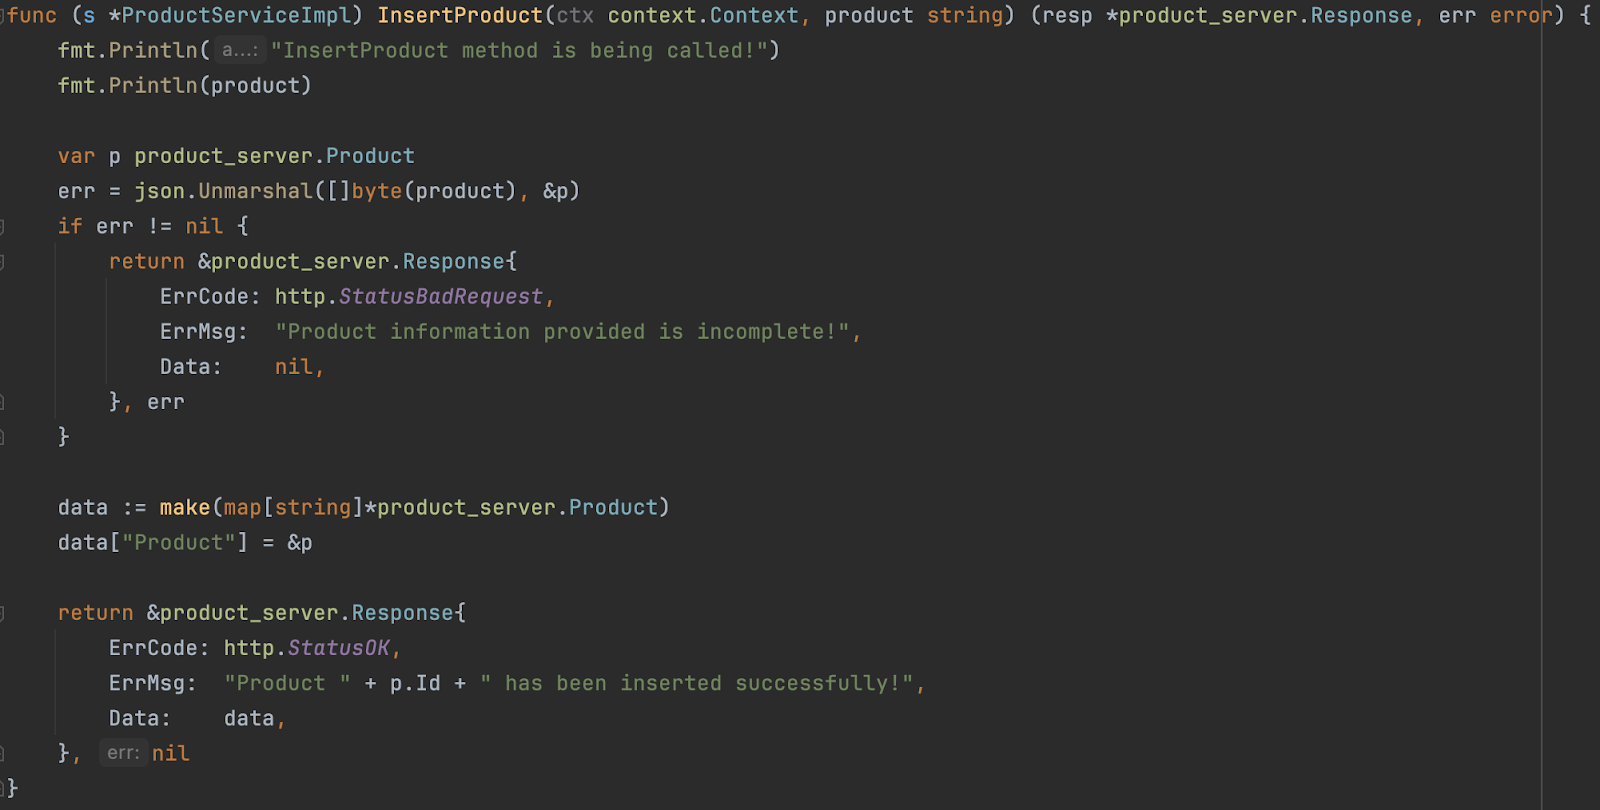 func (s *ProductServiceImpl) InsertProduct(ctx context.Context, product string) (resp *product_server.Response, err error) {
    fmt.Println( a...: "InsertProduct method is being called!")
    fmt.Println(product)

    var p product_server.Product
    err = json.Unmarshal([]byte(product), &p)
    if err != nil {
        return &product_server.Response{
            ErrCode: http.StatusBadRequest,
            ErrMsg:  "Product information provided is incomplete!",
            Data:    nil,
        }, err
    }

    data := make(map[string]*product_server.Product)
    data["Product"] = &p

    return &product_server.Response{
        ErrCode: http.StatusOK,
        ErrMsg:  "Product " + p.Id + " has been inserted successfully!",
        Data:    data,
    }, err: nil
}